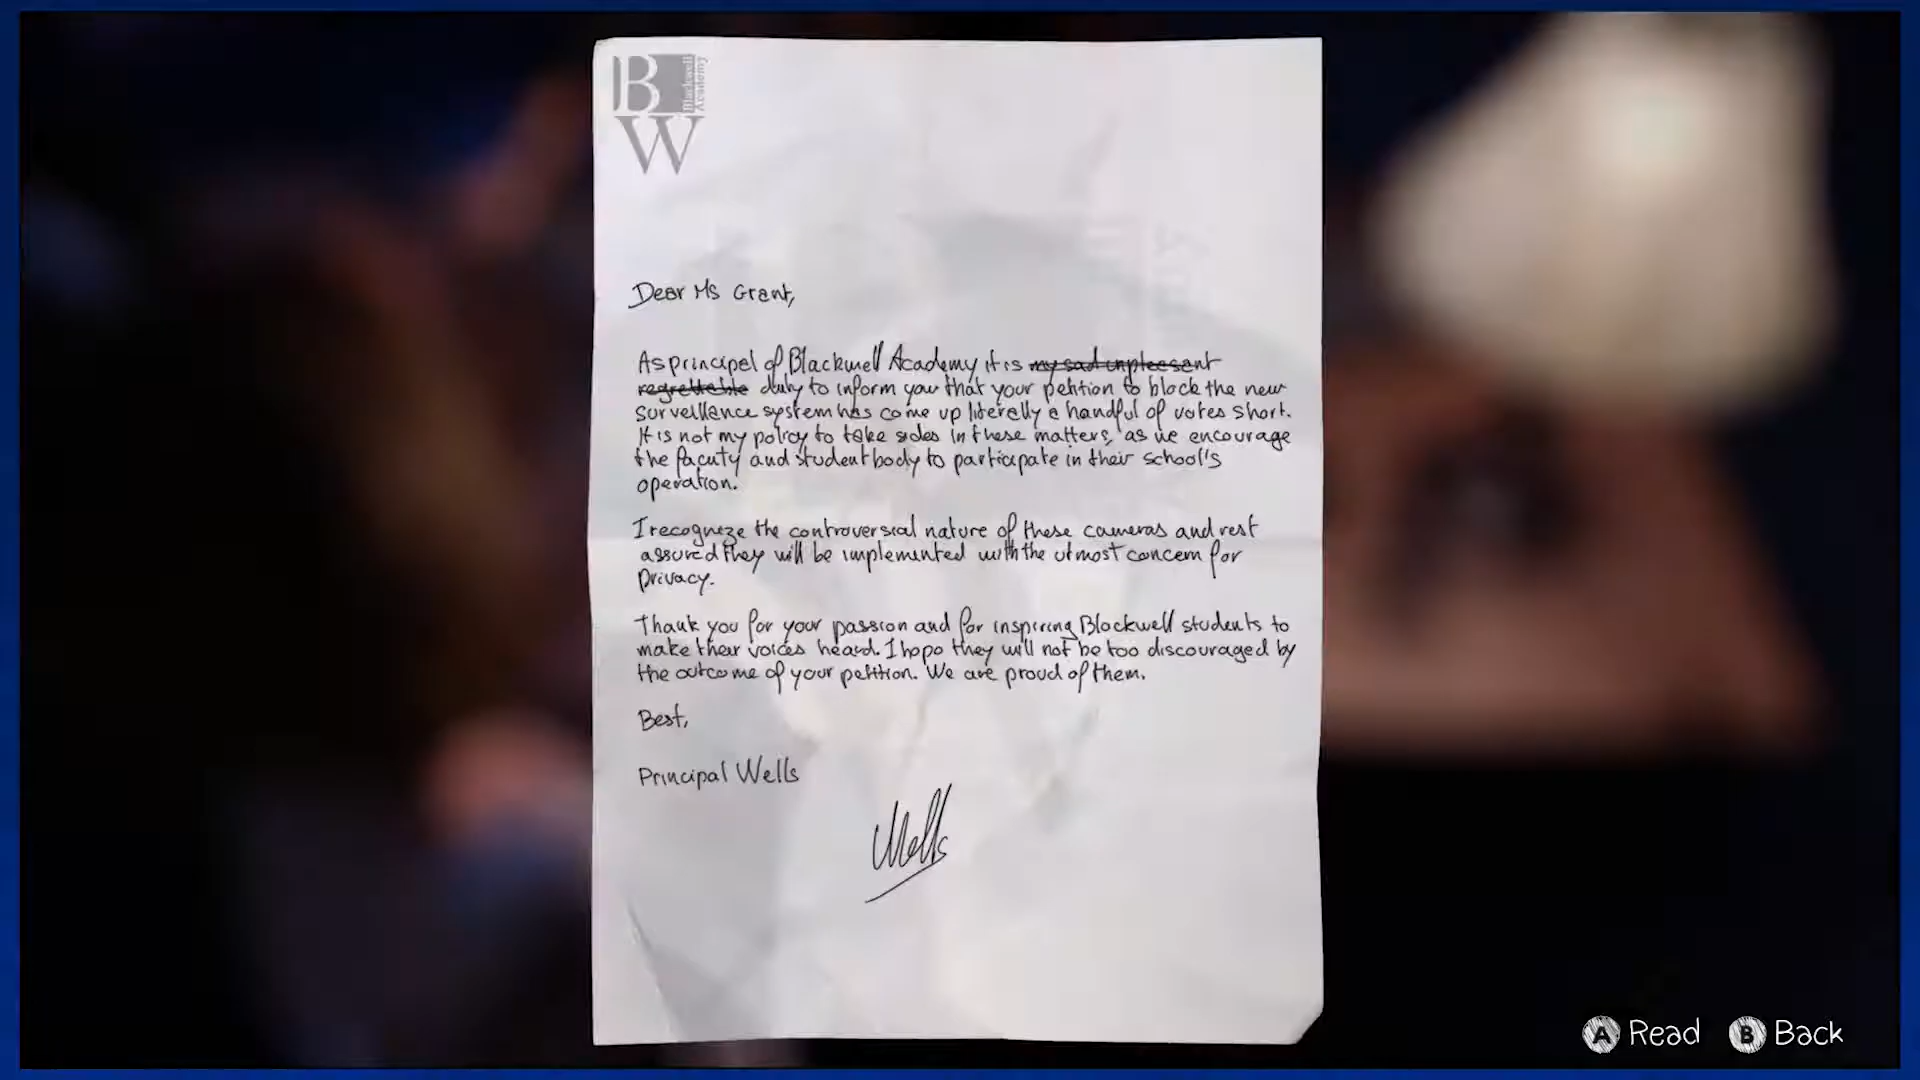 BW Blackwell Academy
Dear Ms Grant,
As principal of Blackwell Academy it is my sad unpleasant
regrettable duty to inform you that your petition to block the new
surveillance system has come up literally a handful of votes short.
It is not my policy to take sides in these matters, as we encourage
the facuty and student body to participate in their school's
operation.
I recogneze the controversial nature of these cameras and rest
assured they will be implemented with the utmost concern for
privacy.
Thank you for your passion and for inspiring Blackwell students to
make their voices heard. I hope they will not be too discouraged by
the outcome of your petition. We are proud of them.
Best,
Principal Wells
Wells
A Read B Back